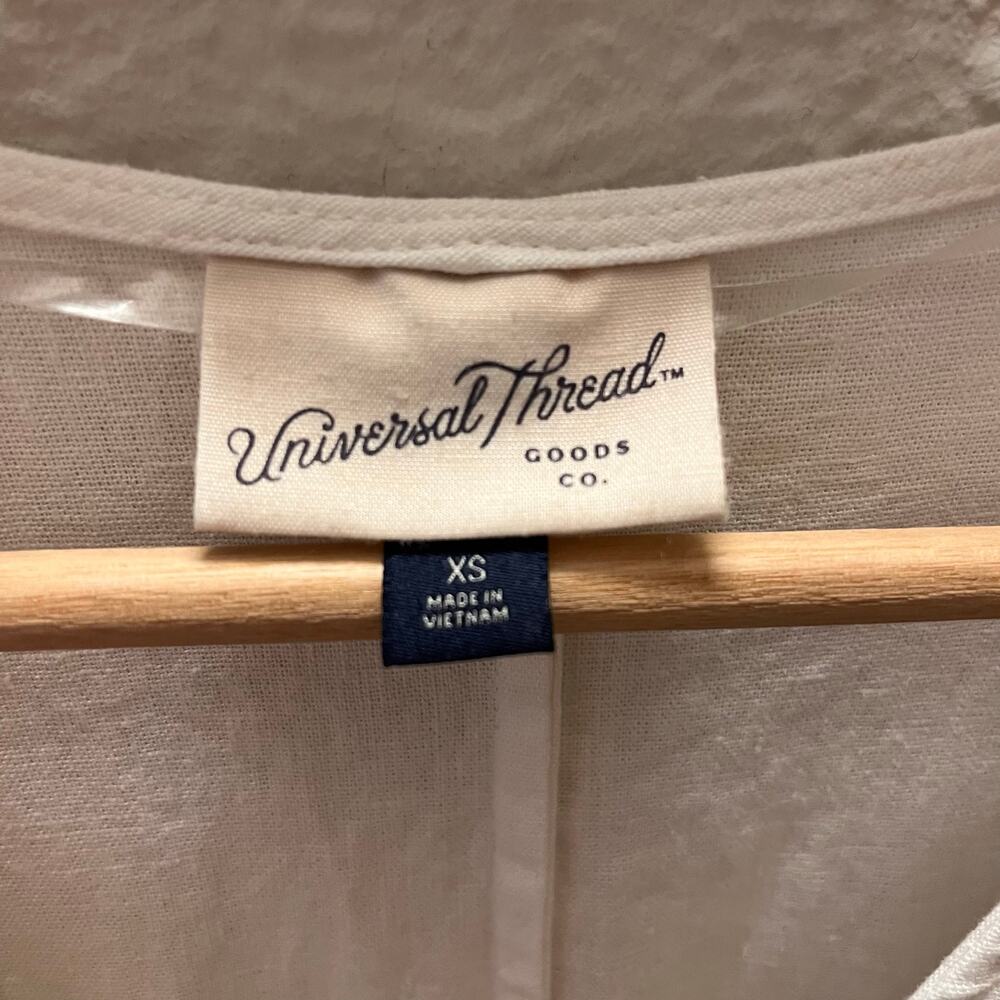 Universal Thread™
GOODS
CO.
XS
MADE IN
VIETNAM